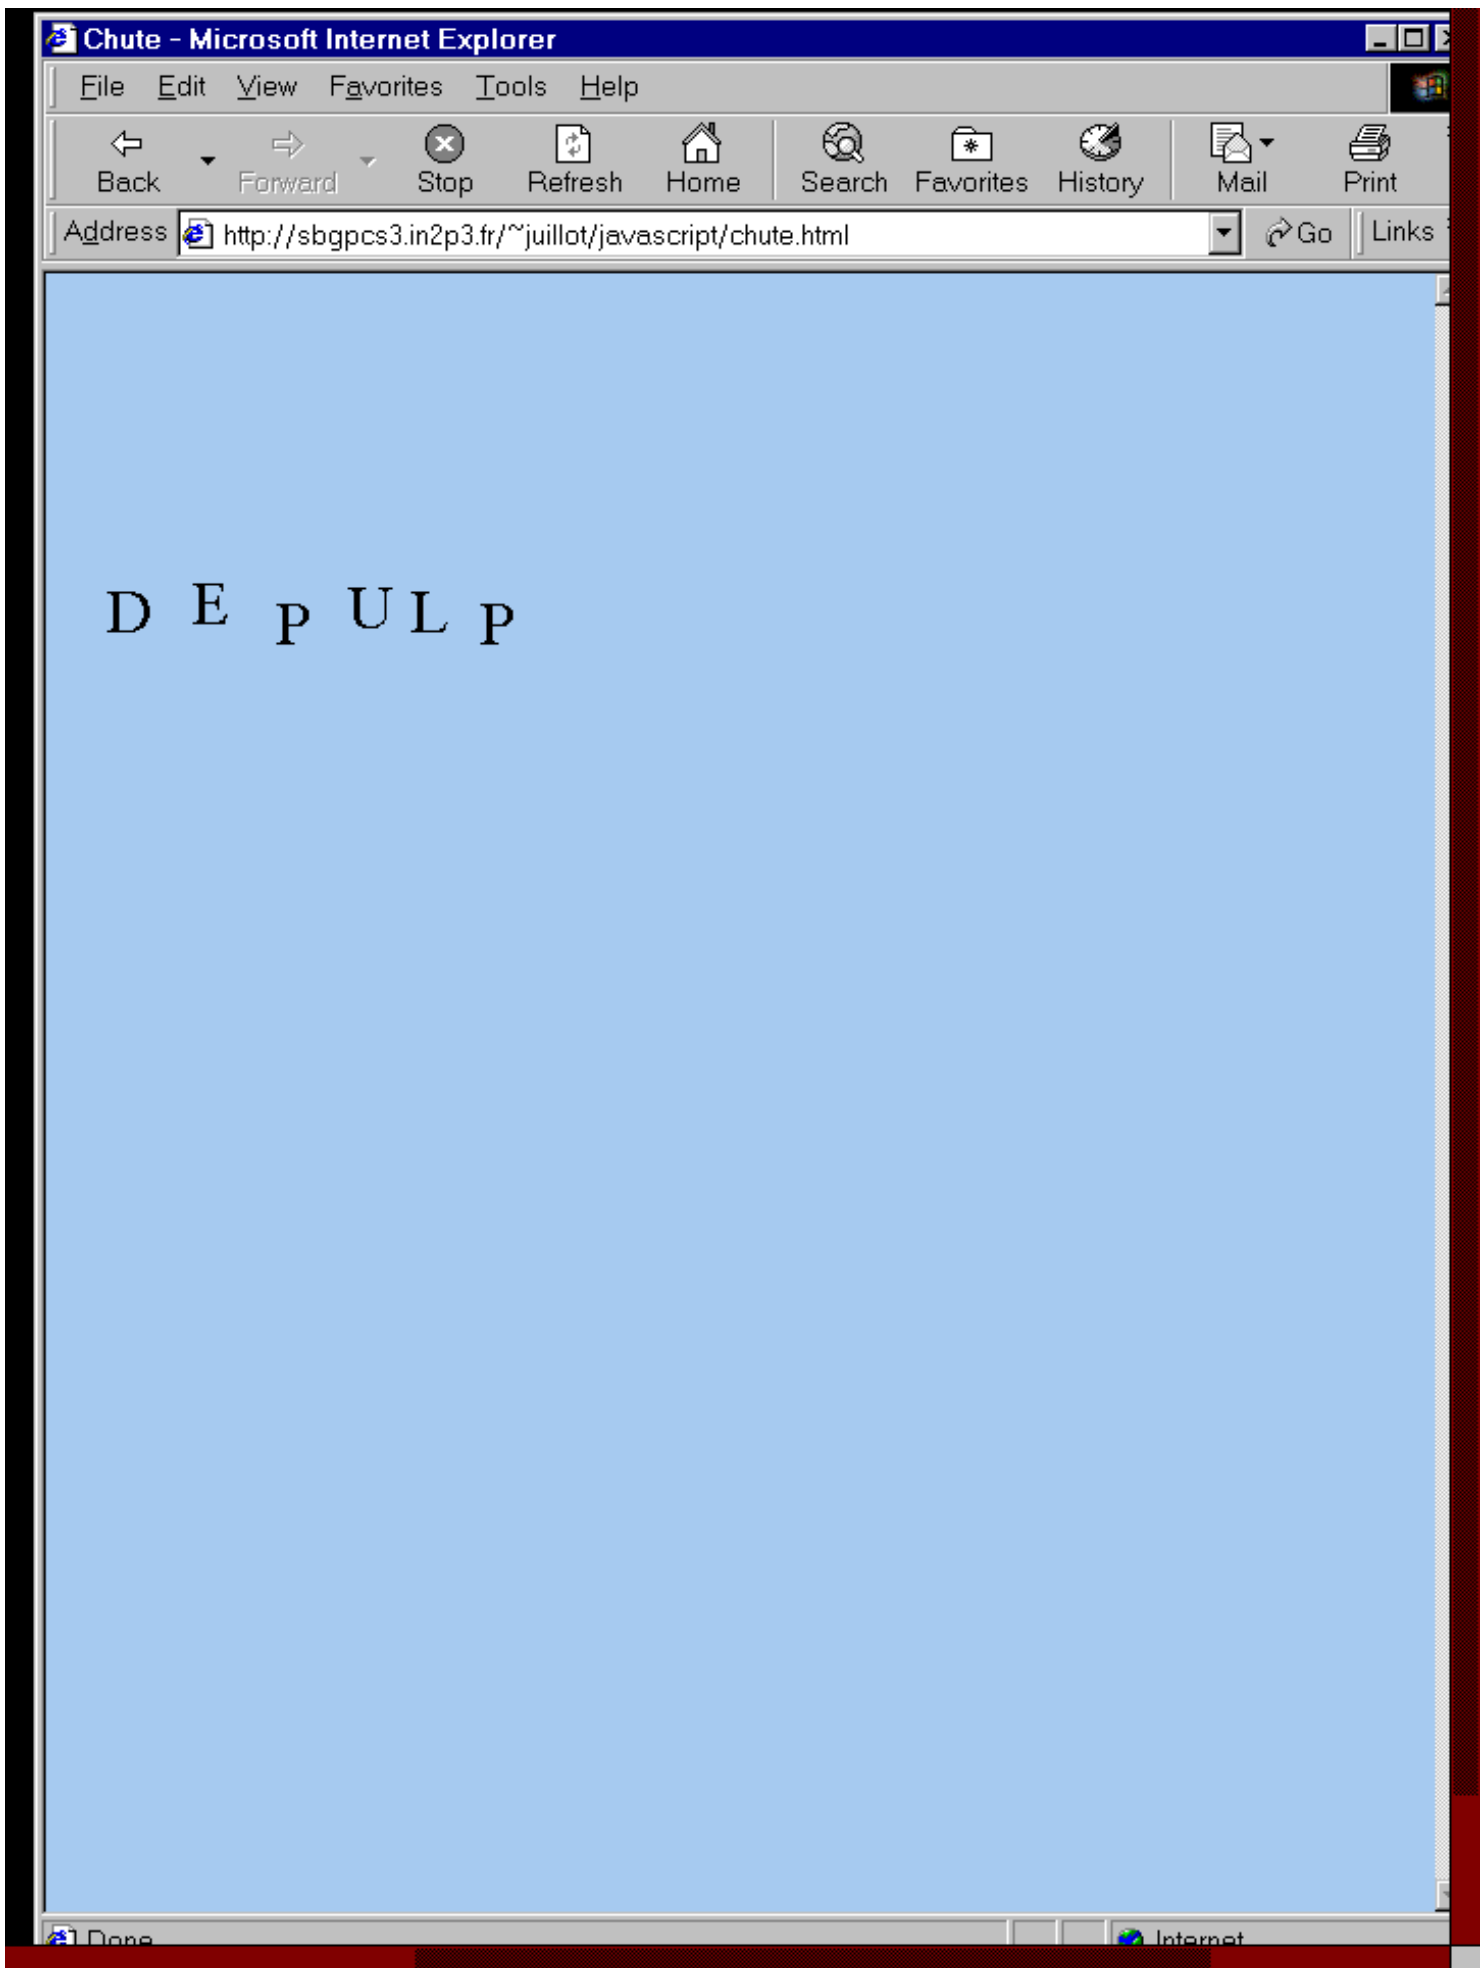 Chute - Microsoft Internet Explorer
File Edit View Favorites Tools Help
Back Forward Stop Refresh Home Search Favorites History Mail Print
Address http://sbgpcs3.in2p3.fr/~juillot/javascript/chute.html Go Links
D E P U L P
Done Internet